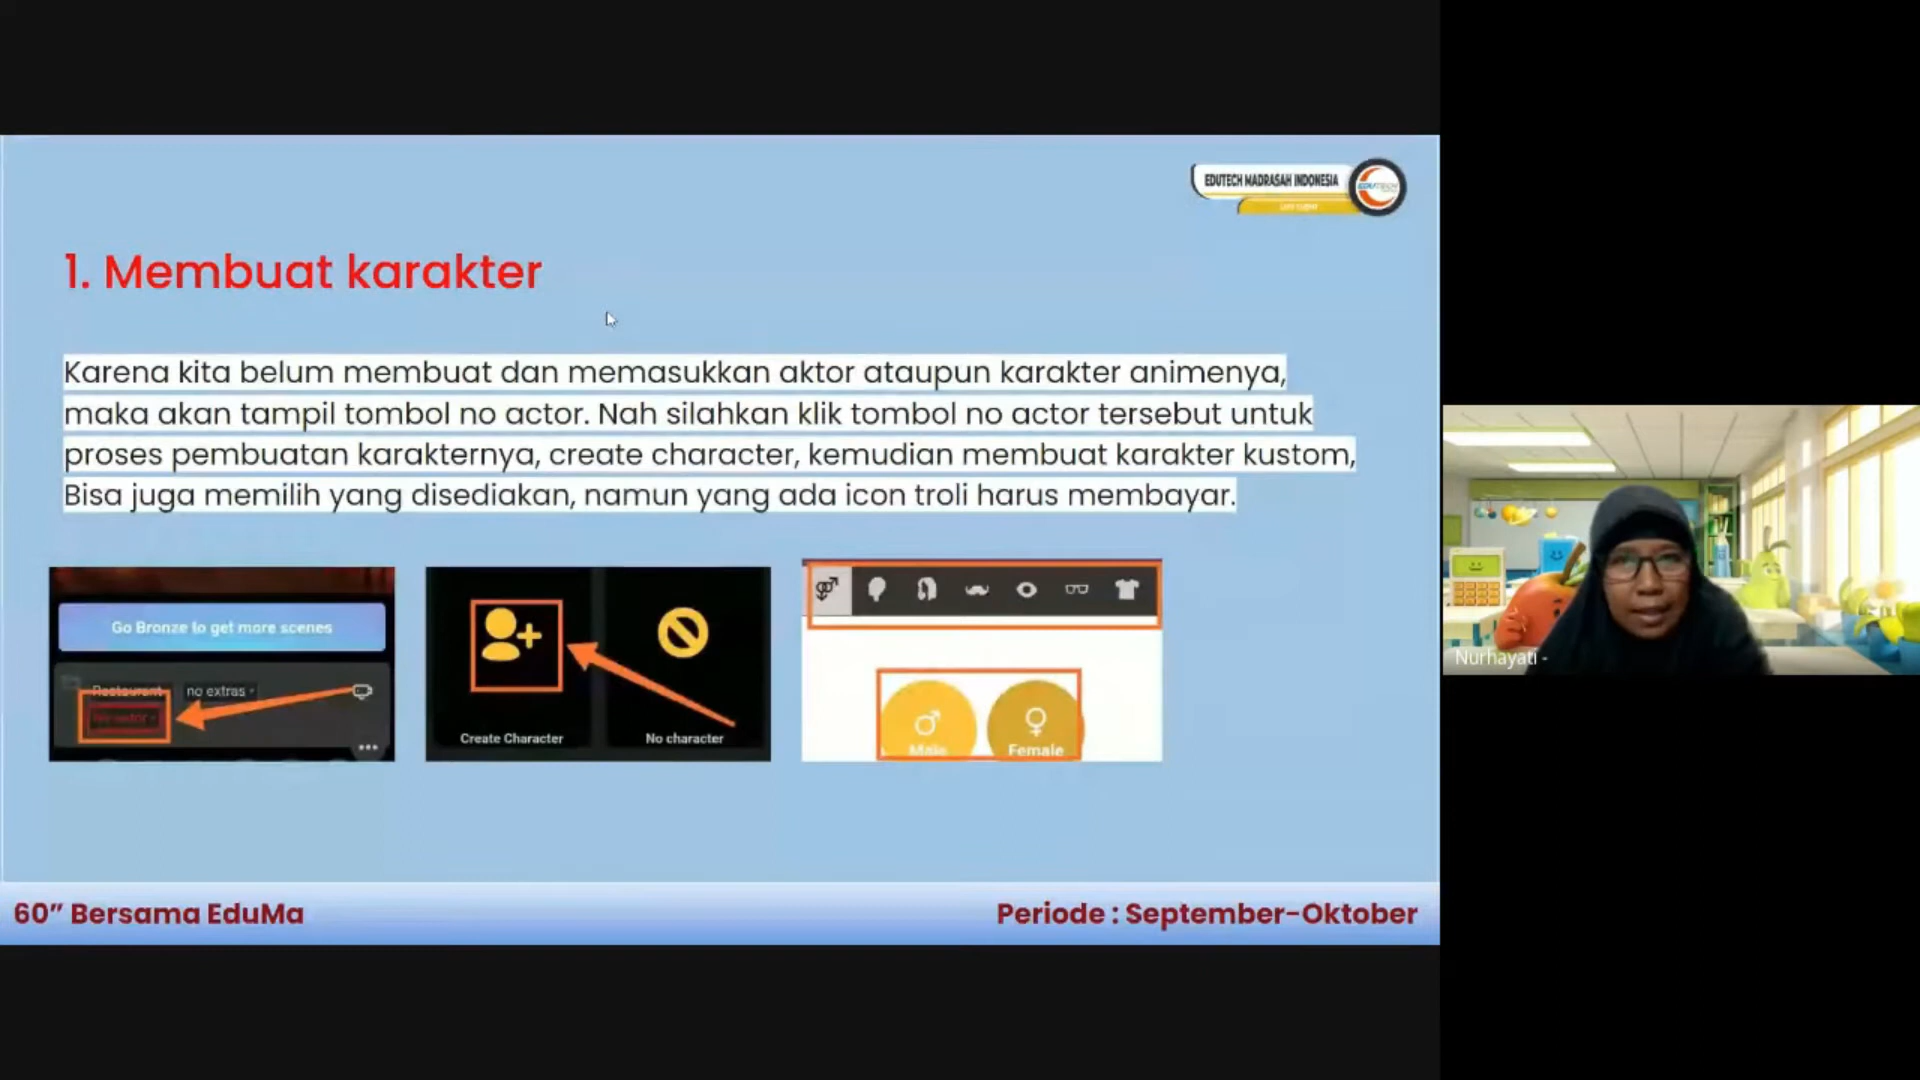 EDUTECH MADRASAH INDONESIA
EDUTECH
1. Membuat karakter
Karena kita belum membuat dan memasukkan aktor ataupun karakter animenya,
maka akan tampil tombol no actor. Nah silahkan klik tombol no actor tersebut untuk
proses pembuatan karakternya, create character, kemudian membuat karakter kustom,
Bisa juga memilih yang disediakan, namun yang ada icon troli harus membayar.
Go Bronze to get more scenes
Restaurant no extras
No actor
Create Character
No character
Male
Female
Nurhayati -
60” Bersama EduMa
Periode : September-Oktober